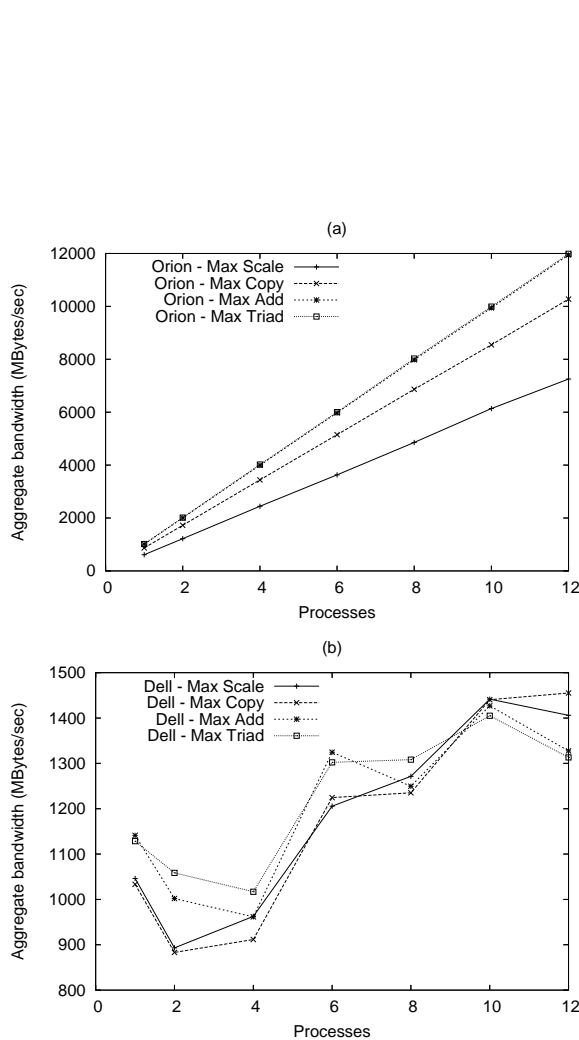 (a)
12000
10000
8000
6000
4000
2000
0
Aggregate bandwidth (MBytes/sec)
Orion - Max Scale
Orion - Max Copy
Orion - Max Add
Orion - Max Triad
0 2 4 6 8 10 12
Processes
(b)
1500
1400
1300
1200
1100
1000
900
800
Aggregate bandwidth (MBytes/sec)
Dell - Max Scale
Dell - Max Copy
Dell - Max Add
Dell - Max Triad
0 2 4 6 8 10 12
Processes